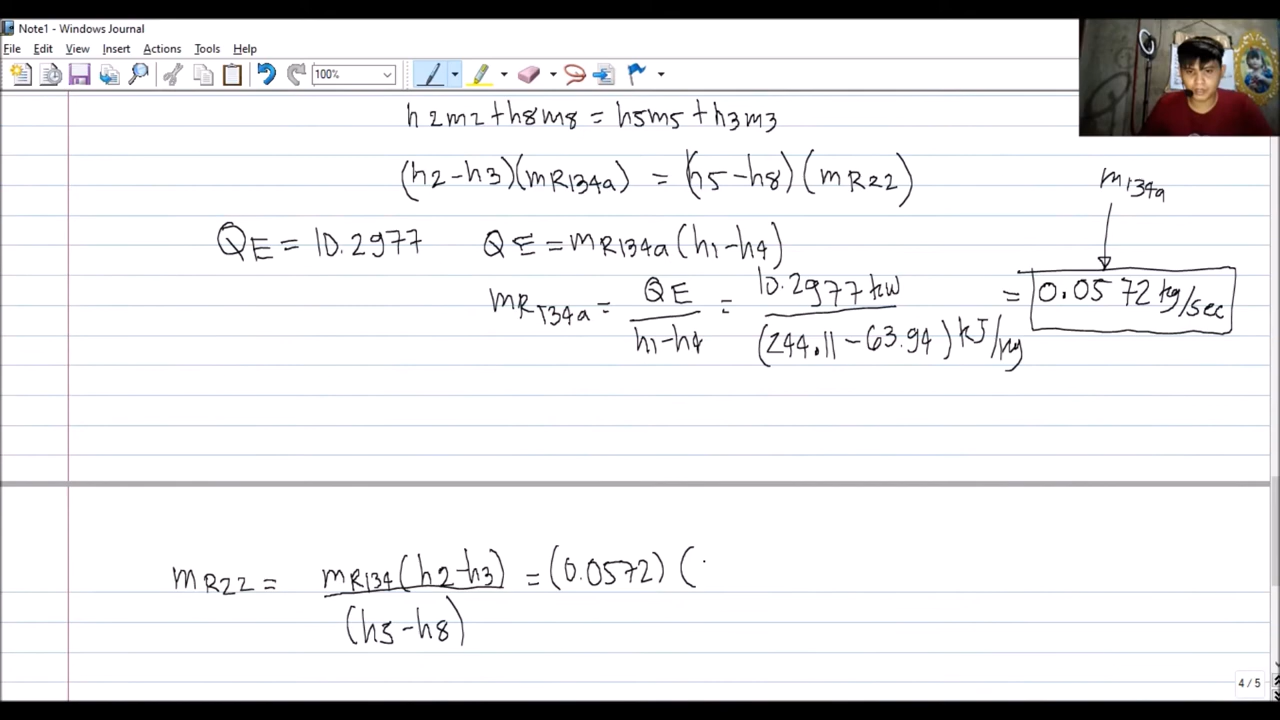 Note1 - Windows Journal
File Edit View Insert Actions Tools Help
100%
h2m2+h8m8 = h5m5+h3m3
(h2-h3)(mR134a) = (h5-h8)(mR22)
m134a
QE = 10.2977 QE = mR134a(h1-h4)
mR134a = QE / h1-h4 = 10.2977 kW / (244.11-63.94) kJ/kg = 0.0572 kg/sec
mR22 = mR134(h2-h3) / (h5-h8) = (0.0572) (
4 / 5